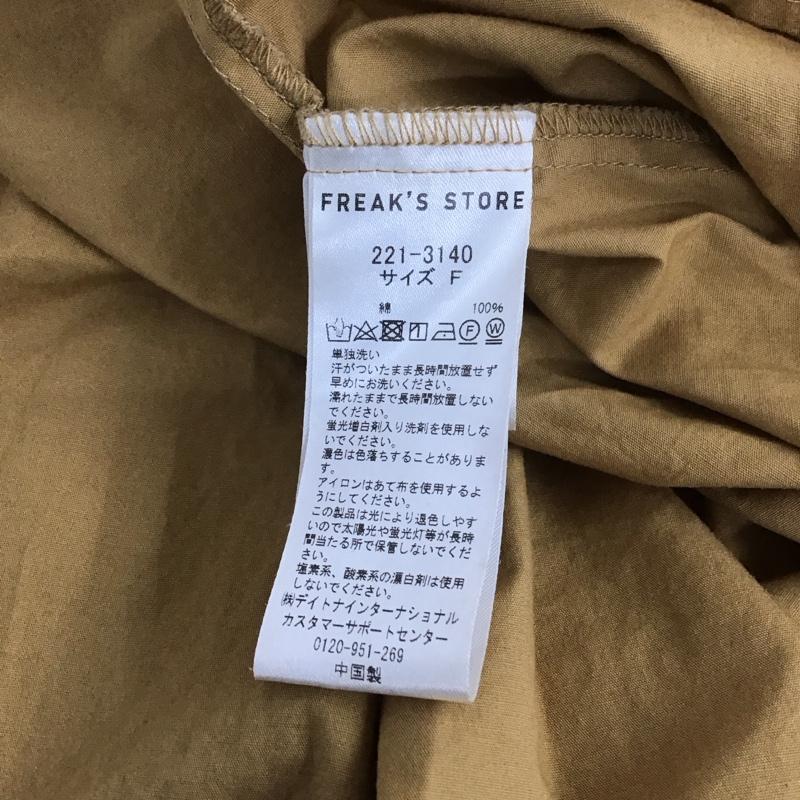 FREAK'S STORE
221-3140
サイズ F
綿 100%
単独洗い
汗がついたまま長時間放置せず
早めにお洗いください。
濡れたままで長時間放置しない
でください。
蛍光増白剤入り洗剤を使用しな
いでください。
濃色は色落ちすることがありま
す。
アイロンはあて布を使用するよ
うにしてください。
この製品は光により退色しやす
いので太陽光や蛍光灯等が長時
間当たる所で保管しないでくだ
さい。
塩素系、酸素系の漂白剤は使用
しないでください。
㈱デイトナインターナショナル
カスタマーサポートセンター
0120-951-269
中国製